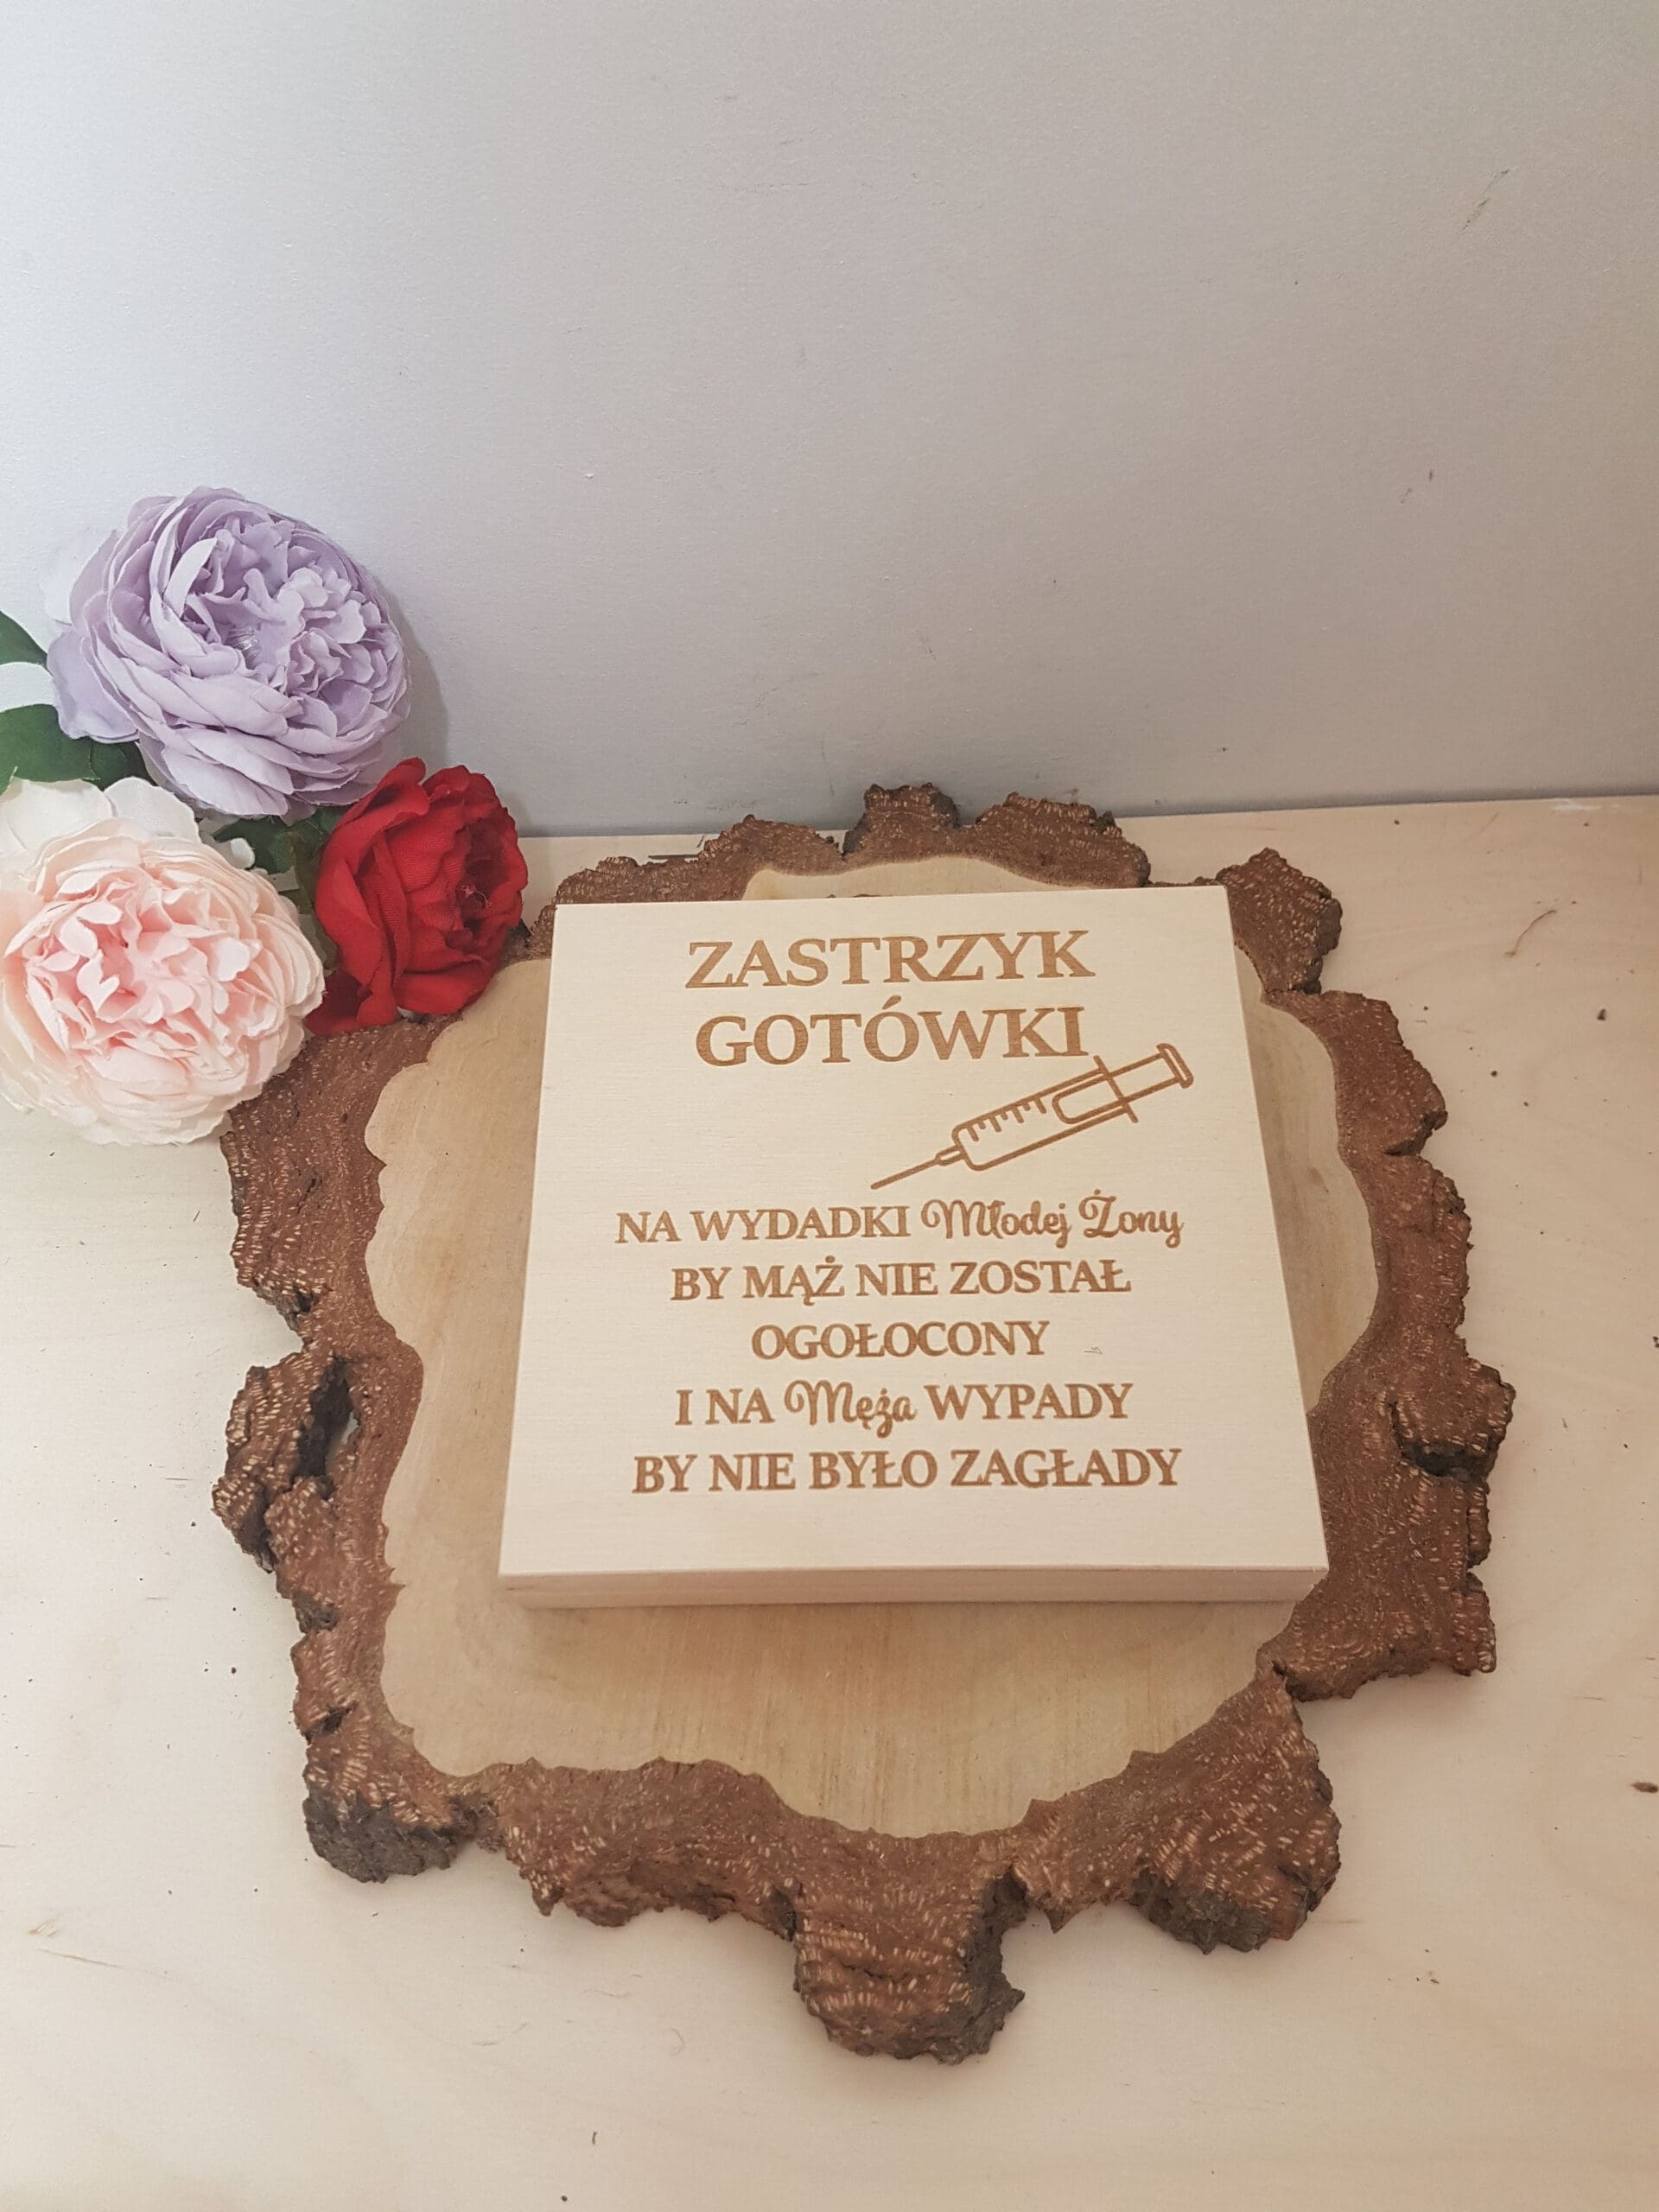 ZASTRZYK
GOTÓWKI
NA WYDADKI Młodej Żony
BY MĄŻ NIE ZOSTAŁ
OGOŁOCONY
I NA Męża WYPADY
BY NIE BYŁO ZAGŁADY